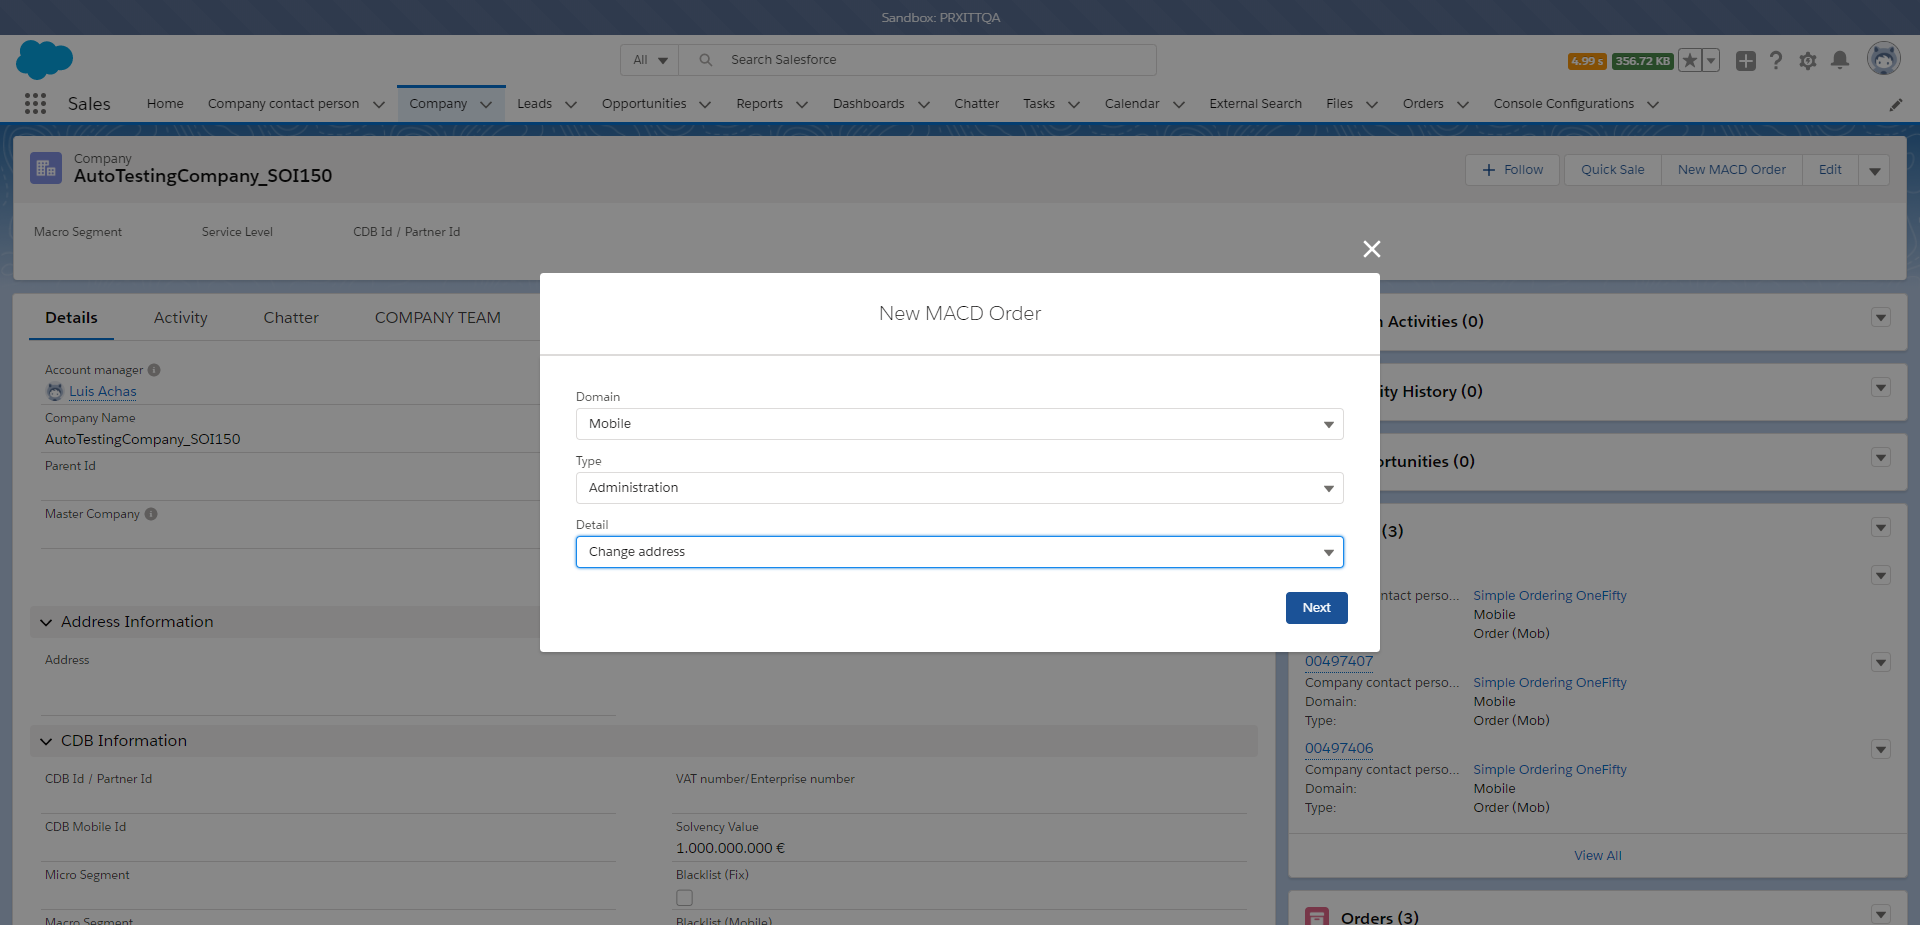 Sandbox: PRXITTQA
All
Search Salesforce
4.99 s
356.72 KB
Sales
Home
Company contact person
Company
Leads
Opportunities
Reports
Dashboards
Chatter
Tasks
Calendar
External Search
Files
Orders
Console Configurations
Company
AutoTestingCompany_SOI150
Follow
Quick Sale
New MACD Order
Edit
Macro Segment
Service Level
CDB Id / Partner Id
Details
Activity
Chatter
COMPANY TEAM
Account manager
Luis Achas
Company Name
AutoTestingCompany_SOI150
Parent Id
Master Company
Address Information
Address
CDB Information
CDB Id / Partner Id
VAT number/Enterprise number
CDB Mobile Id
Solvency Value
1.000.000.000 €
Micro Segment
Blacklist (Fix)
Macro Segment
Blacklist (Mobile)
New MACD Order
Domain
Mobile
Type
Administration
Detail
Change address
Next
Activities (0)
ity History (0)
ortunities (0)
(3)
ntact perso... Simple Ordering OneFifty
Mobile
Order (Mob)
00497407
Company contact perso... Simple Ordering OneFifty
Domain: Mobile
Type: Order (Mob)
00497406
Company contact perso... Simple Ordering OneFifty
Domain: Mobile
Type: Order (Mob)
View All
Orders (3)